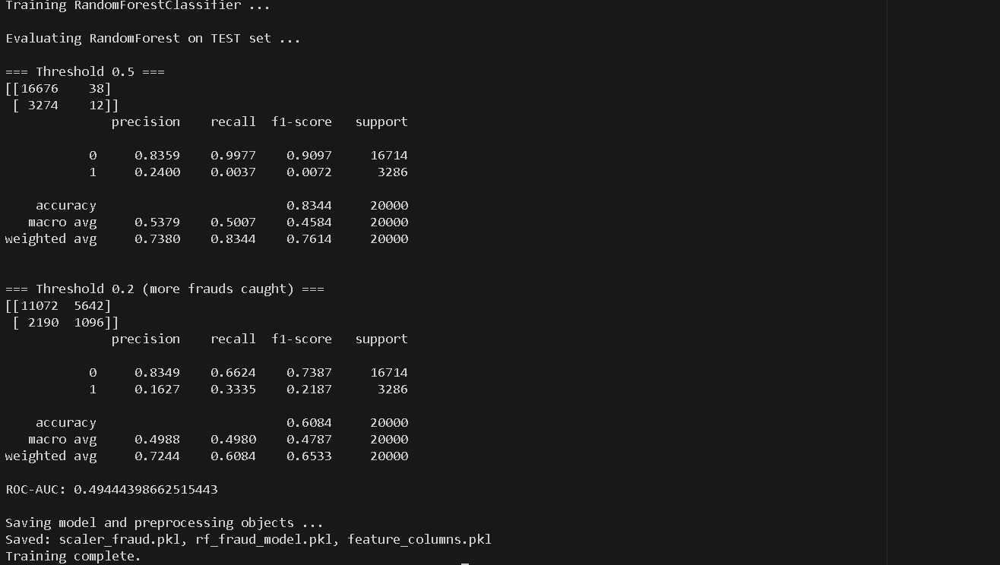 Training RandomForestClassifier ...
Evaluating RandomForest on TEST set ...
=== Threshold 0.5 ===
[[16676    38]
 [ 3274    12]]
              precision    recall  f1-score   support
           0     0.8359    0.9977    0.9097     16714
           1     0.2400    0.0037    0.0072      3286
    accuracy                         0.8344     20000
   macro avg     0.5379    0.5007    0.4584     20000
weighted avg     0.7380    0.8344    0.7614     20000
=== Threshold 0.2 (more frauds caught) ===
[[11072  5642]
 [ 2190  1096]]
              precision    recall  f1-score   support
           0     0.8349    0.6624    0.7387     16714
           1     0.1627    0.3335    0.2187      3286
    accuracy                         0.6084     20000
   macro avg     0.4988    0.4980    0.4787     20000
weighted avg     0.7244    0.6084    0.6533     20000
ROC-AUC: 0.49444398662515443
Saving model and preprocessing objects ...
Saved: scaler_fraud.pkl, rf_fraud_model.pkl, feature_columns.pkl
Training complete.